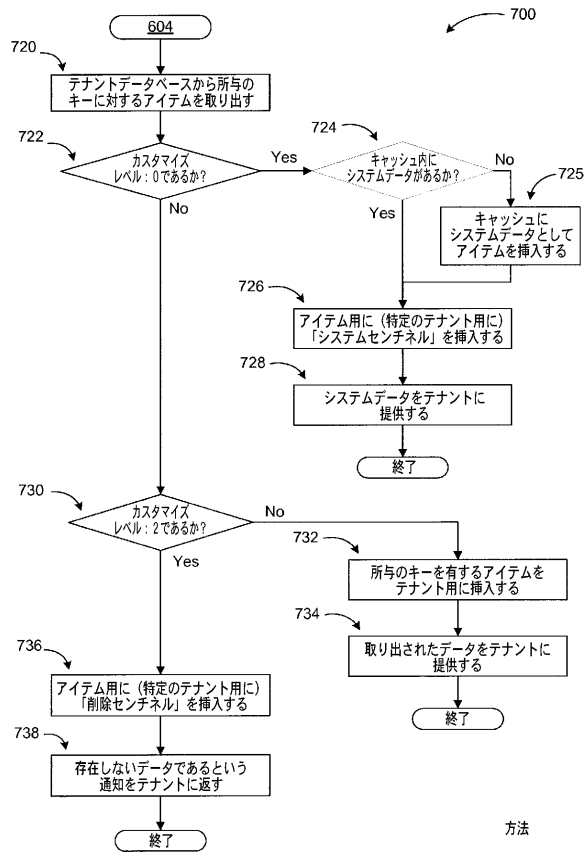 700
604
720
テナントデータベースから所与の
キーに対するアイテムを取り出す
722
カスタマイズ
レベル：0であるか？
Yes
No
724
キャッシュ内に
システムデータがあるか？
No
Yes
725
キャッシュに
システムデータとして
アイテムを挿入する
726
アイテム用に（特定のテナント用に）
「システムセンチネル」を挿入する
728
システムデータをテナントに
提供する
終了
730
カスタマイズ
レベル：2であるか？
No
Yes
732
所与のキーを有するアイテムを
テナント用に挿入する
734
取り出されたデータをテナントに
提供する
終了
736
アイテム用に（特定のテナント用に）
「削除センチネル」を挿入する
738
存在しないデータであるという
通知をテナントに返す
終了
方法